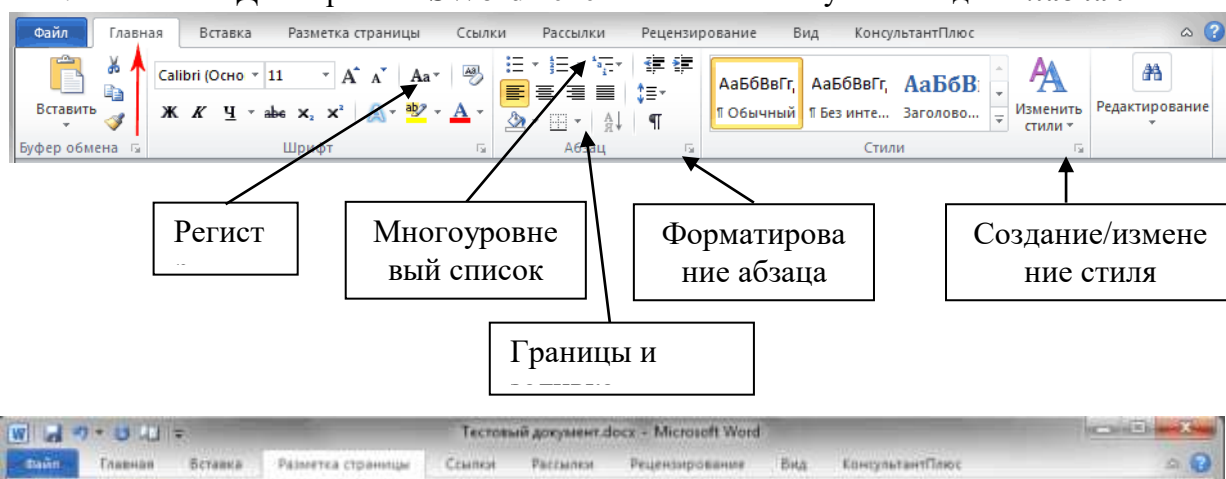 Файл Главная Вставка Разметка страницы Ссылки Рассылки Рецензирование Вид КонсультантПлюс
Calibri (Осно 11 А А Aa
Вставить
Ж К Ч abc x₂ x² А ab А
АаБбВвГг, АаБбВвГг, АаБбВ
¶ Обычный ¶ Без инте... Заголово...
Изменить стили
Редактирование
Буфер обмена Шрифт Абзац Стили
Регист
Многоуровне
вый список
Форматирова
ние абзаца
Создание/измене
ние стиля
Границы и
Тестовый документ.docx - Microsoft Word
Файл Главная Вставка Разметка страницы Ссылки Рассылки Рецензирование Вид КонсультантПлюс